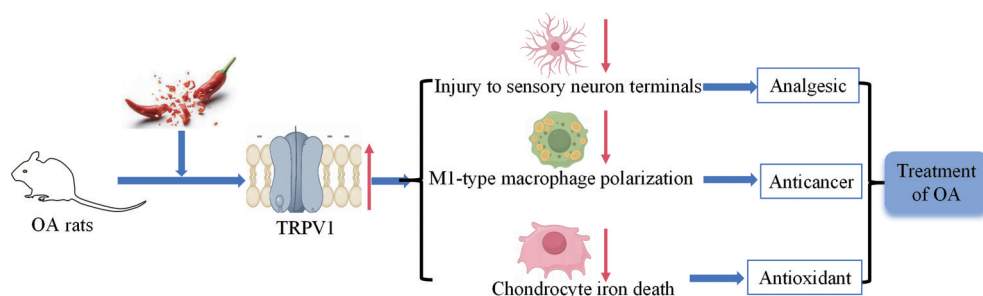 Injury to sensory neuron terminals
Analgesic
OA rats
TRPV1
M1-type macrophage polarization
Anticancer
Treatment
of OA
Chondrocyte iron death
Antioxidant